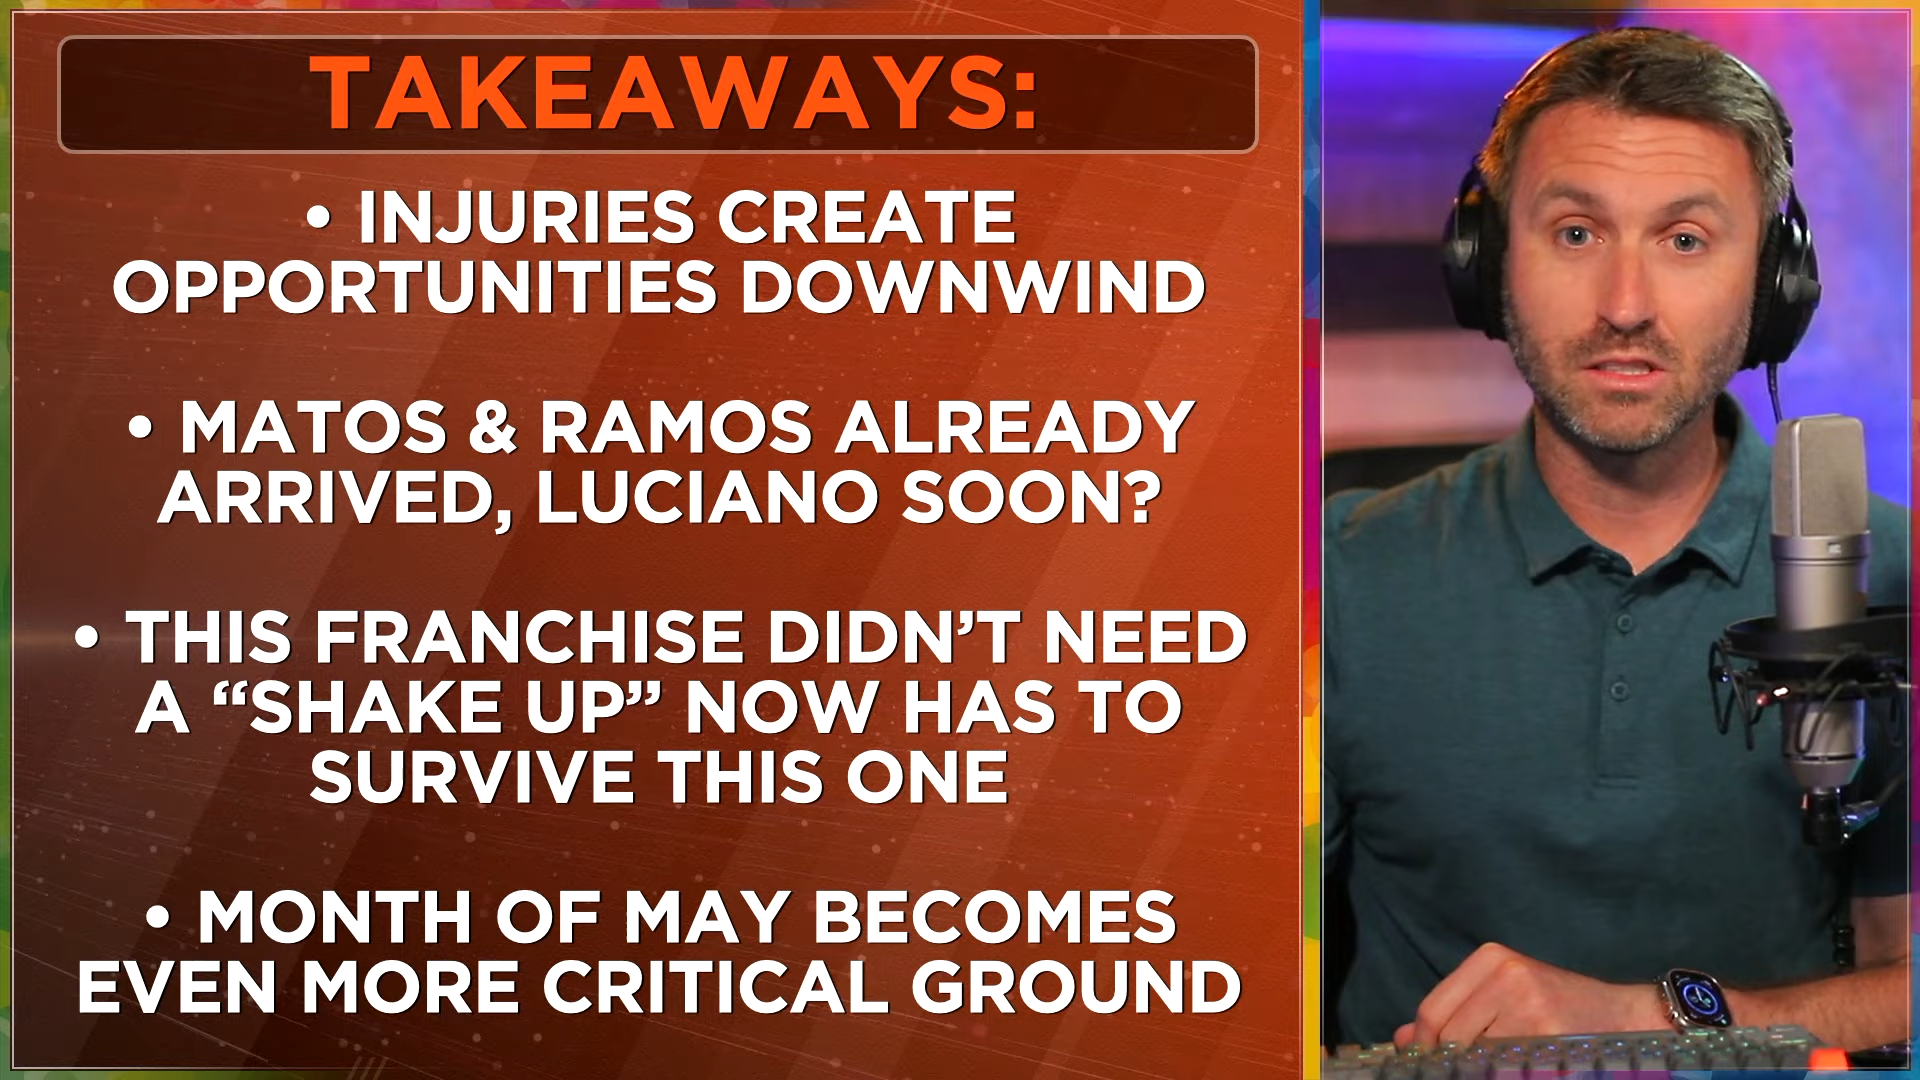 TAKEAWAYS:
• INJURIES CREATE
OPPORTUNITIES DOWNWIND
• MATOS & RAMOS ALREADY
ARRIVED, LUCIANO SOON?
• THIS FRANCHISE DIDN’T NEED
A “SHAKE UP” NOW HAS TO
SURVIVE THIS ONE
• MONTH OF MAY BECOMES
EVEN MORE CRITICAL GROUND